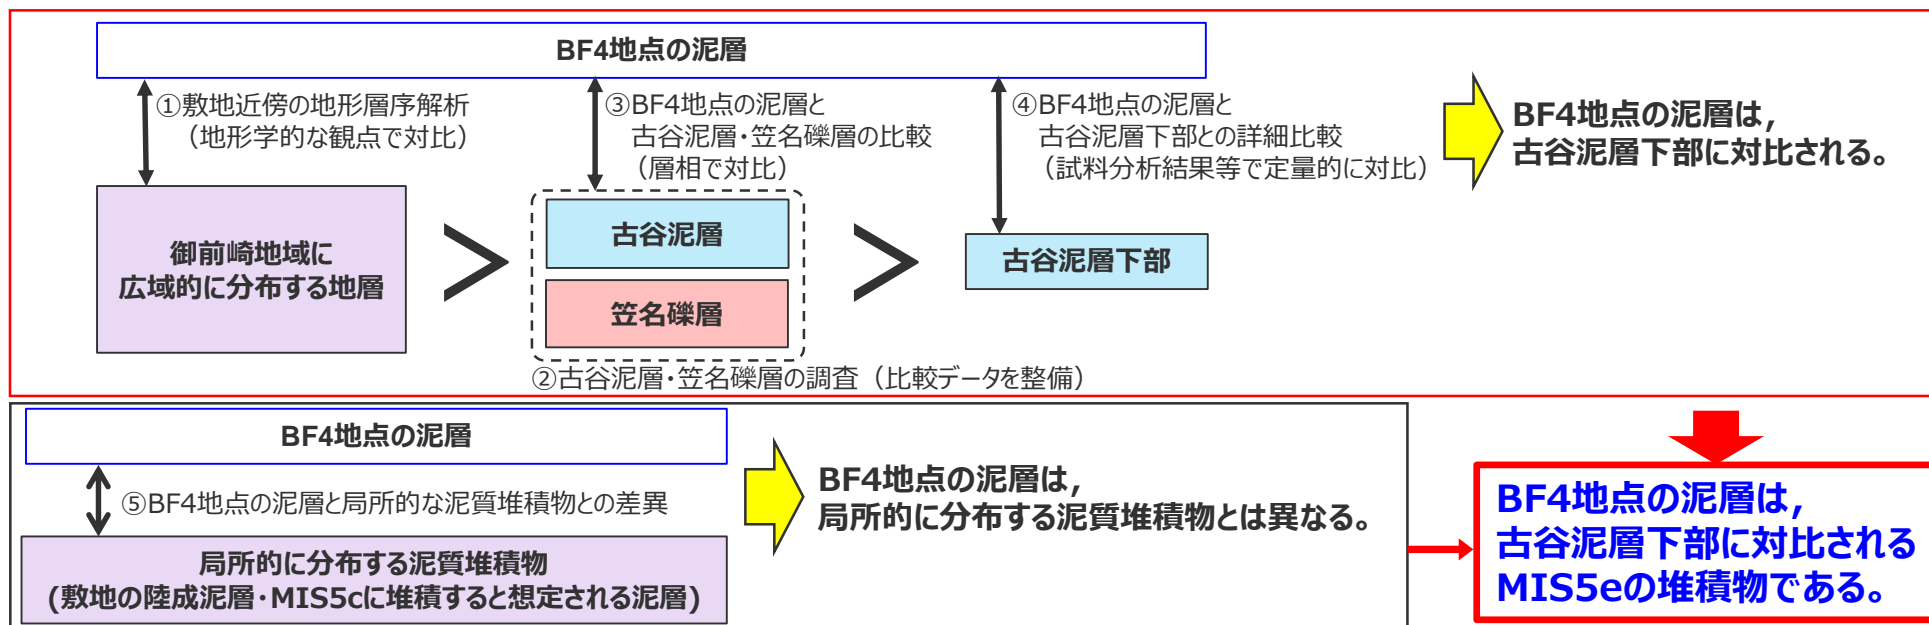 BF4地点の泥層
①敷地近傍の地形層序解析
（地形学的な観点で対比）
③BF4地点の泥層と
古谷泥層・笠名礫層の比較
（層相で対比）
④BF4地点の泥層と
古谷泥層下部との詳細比較
（試料分析結果等で定量的に対比）
BF4地点の泥層は，
古谷泥層下部に対比される。
御前崎地域に
広域的に分布する地層
＞
古谷泥層
笠名礫層
＞
古谷泥層下部
②古谷泥層・笠名礫層の調査（比較データを整備）
BF4地点の泥層
⑤BF4地点の泥層と局所的な泥質堆積物との差異
局所的に分布する泥質堆積物
(敷地の陸成泥層・MIS5cに堆積すると想定される泥層)
BF4地点の泥層は，
局所的に分布する泥質堆積物とは異なる。
BF4地点の泥層は，
古谷泥層下部に対比される
MIS5eの堆積物である。